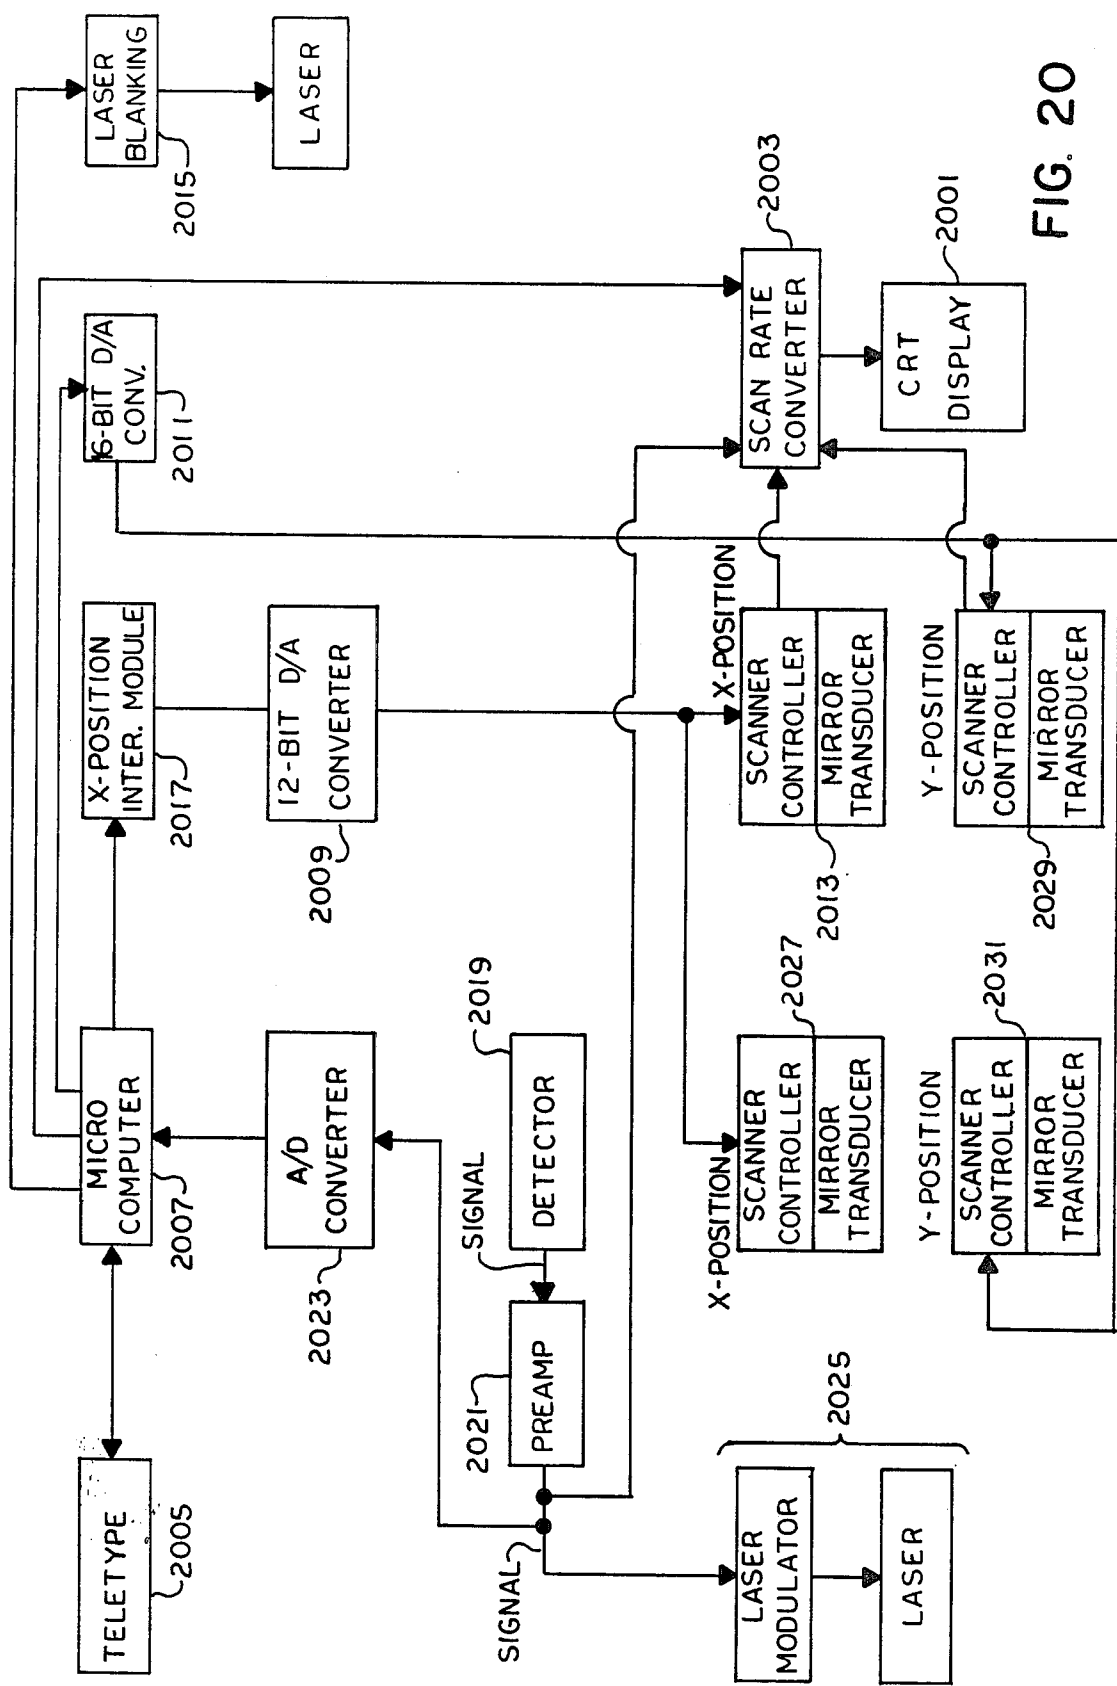 TELETYPE
2005
MICRO
COMPUTER
2007
X-POSITION
INTER. MODULE
2017
16-BIT D/A
CONV.
2011
LASER
BLANKING
2015
LASER
A/D
CONVERTER
2023
12-BIT D/A
CONVERTER
2009
SIGNAL
PREAMP
2021
SIGNAL
DETECTOR
2019
LASER
MODULATOR
LASER
2025
X-POSITION
SCANNER
CONTROLLER
MIRROR
TRANSDUCER
2027
X-POSITION
SCANNER
CONTROLLER
MIRROR
TRANSDUCER
2013
SCAN RATE
CONVERTER
2003
Y-POSITION
SCANNER
CONTROLLER
MIRROR
TRANSDUCER
2031
Y-POSITION
SCANNER
CONTROLLER
MIRROR
TRANSDUCER
2029
CRT
DISPLAY
2001
FIG. 20